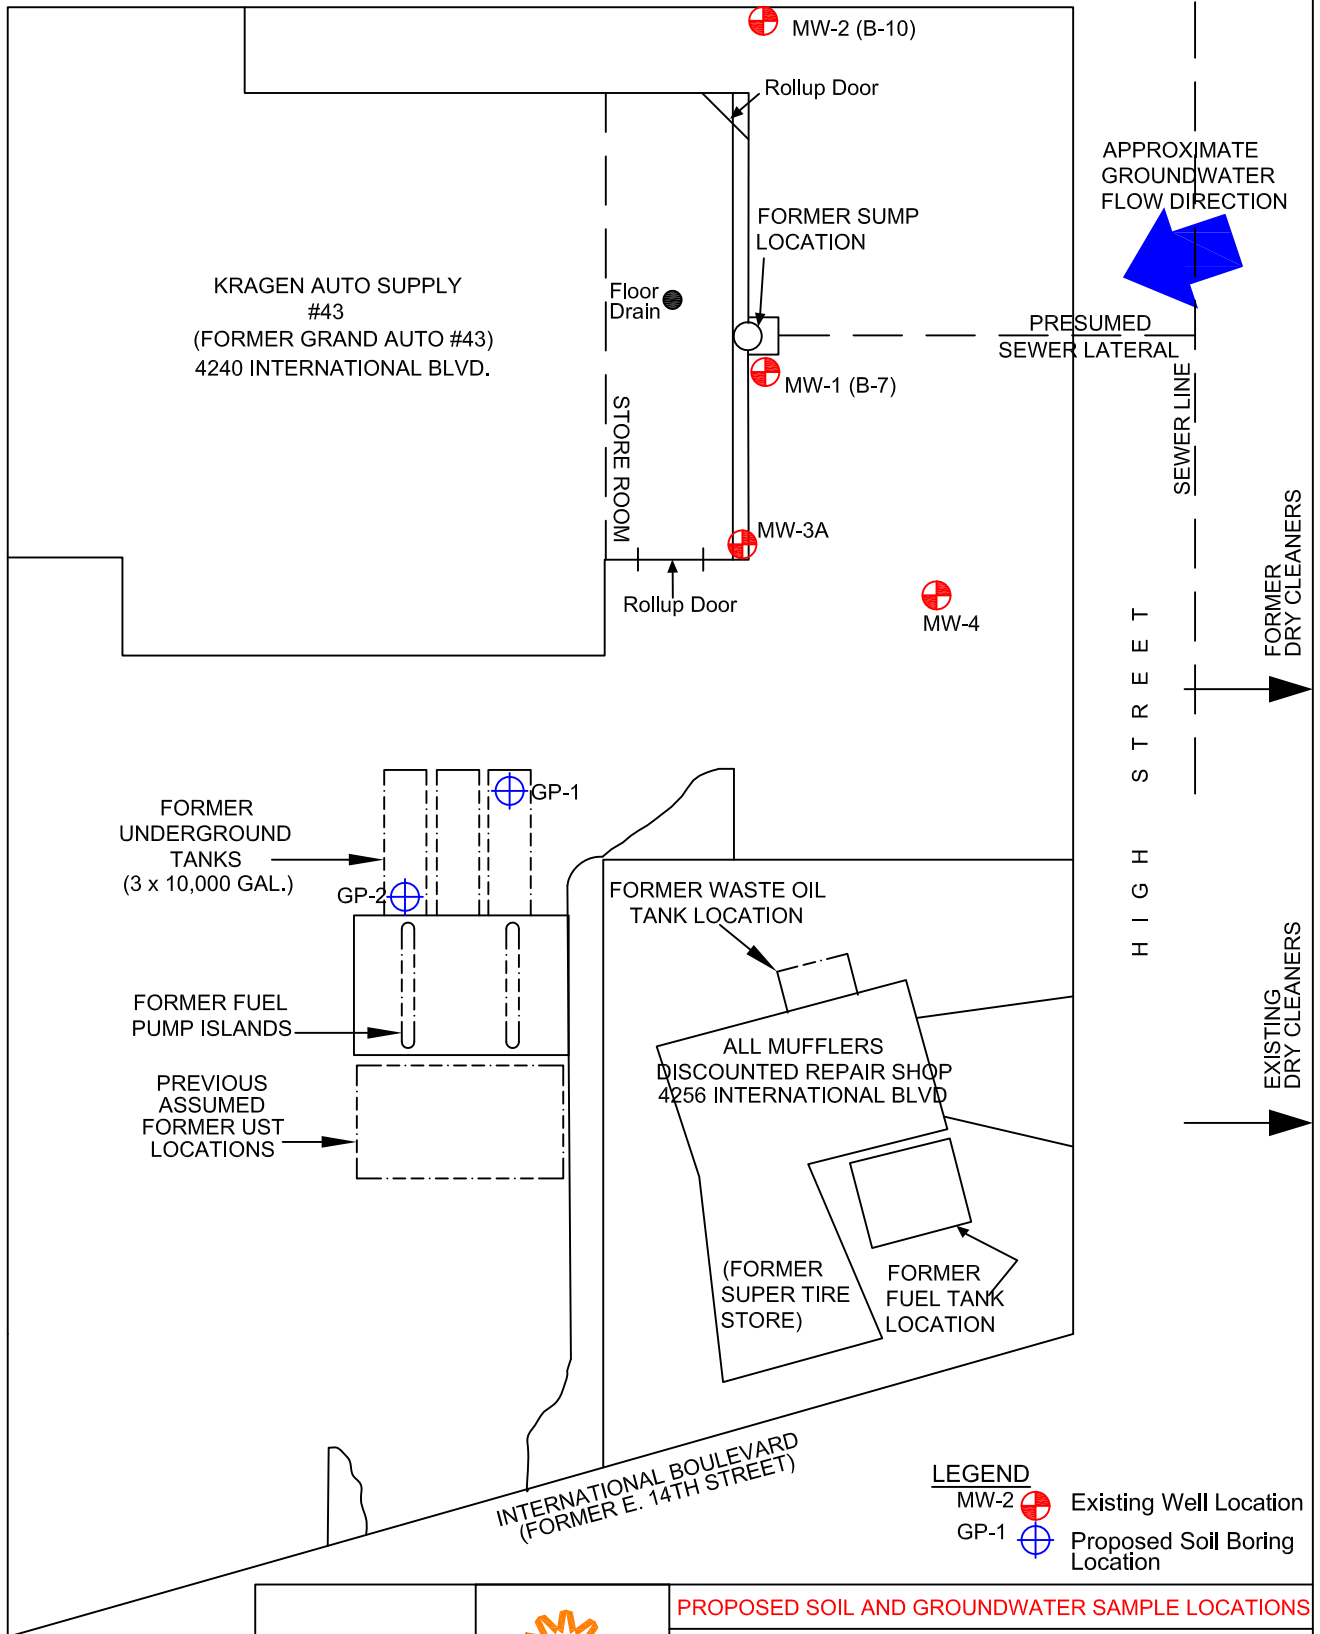 MW-2 (B-10)
Rollup Door
APPROXIMATE
GROUNDWATER
FLOW DIRECTION
FORMER SUMP
LOCATION
KRAGEN AUTO SUPPLY
#43
(FORMER GRAND AUTO #43)
4240 INTERNATIONAL BLVD.
Floor
Drain
PRESUMED
SEWER LATERAL
MW-1 (B-7)
STORE ROOM
SEWER LINE
MW-3A
Rollup Door
MW-4
FORMER
DRY CLEANERS
HIGH STREET
GP-1
FORMER
UNDERGROUND
TANKS
(3 x 10,000 GAL.)
GP-2
FORMER WASTE OIL
TANK LOCATION
FORMER FUEL
PUMP ISLANDS
EXISTING
DRY CLEANERS
ALL MUFFLERS
DISCOUNTED REPAIR SHOP
4256 INTERNATIONAL BLVD
PREVIOUS
ASSUMED
FORMER UST
LOCATIONS
(FORMER
SUPER TIRE
STORE)
FORMER
FUEL TANK
LOCATION
INTERNATIONAL BOULEVARD
(FORMER E. 14TH STREET)
LEGEND
MW-2 Existing Well Location
GP-1 Proposed Soil Boring
Location
PROPOSED SOIL AND GROUNDWATER SAMPLE LOCATIONS